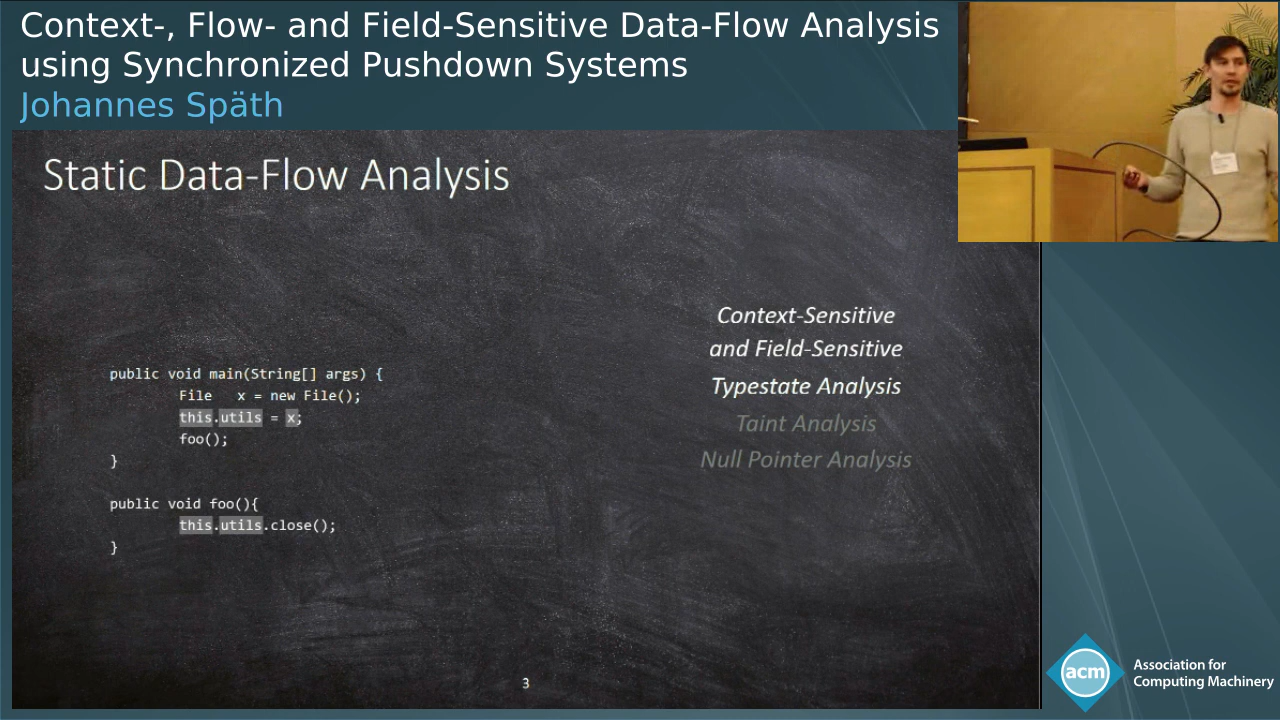 Context-, Flow- and Field-Sensitive Data-Flow Analysis
using Synchronized Pushdown Systems
Johannes Späth
Static Data-Flow Analysis
public void main(String[] args) {
File x = new File();
this.utils = x;
foo();
}
public void foo(){
this.utils.close();
}
Context-Sensitive
and Field-Sensitive
Typestate Analysis
Taint Analysis
Null Pointer Analysis
3
acm
Association for
Computing Machinery